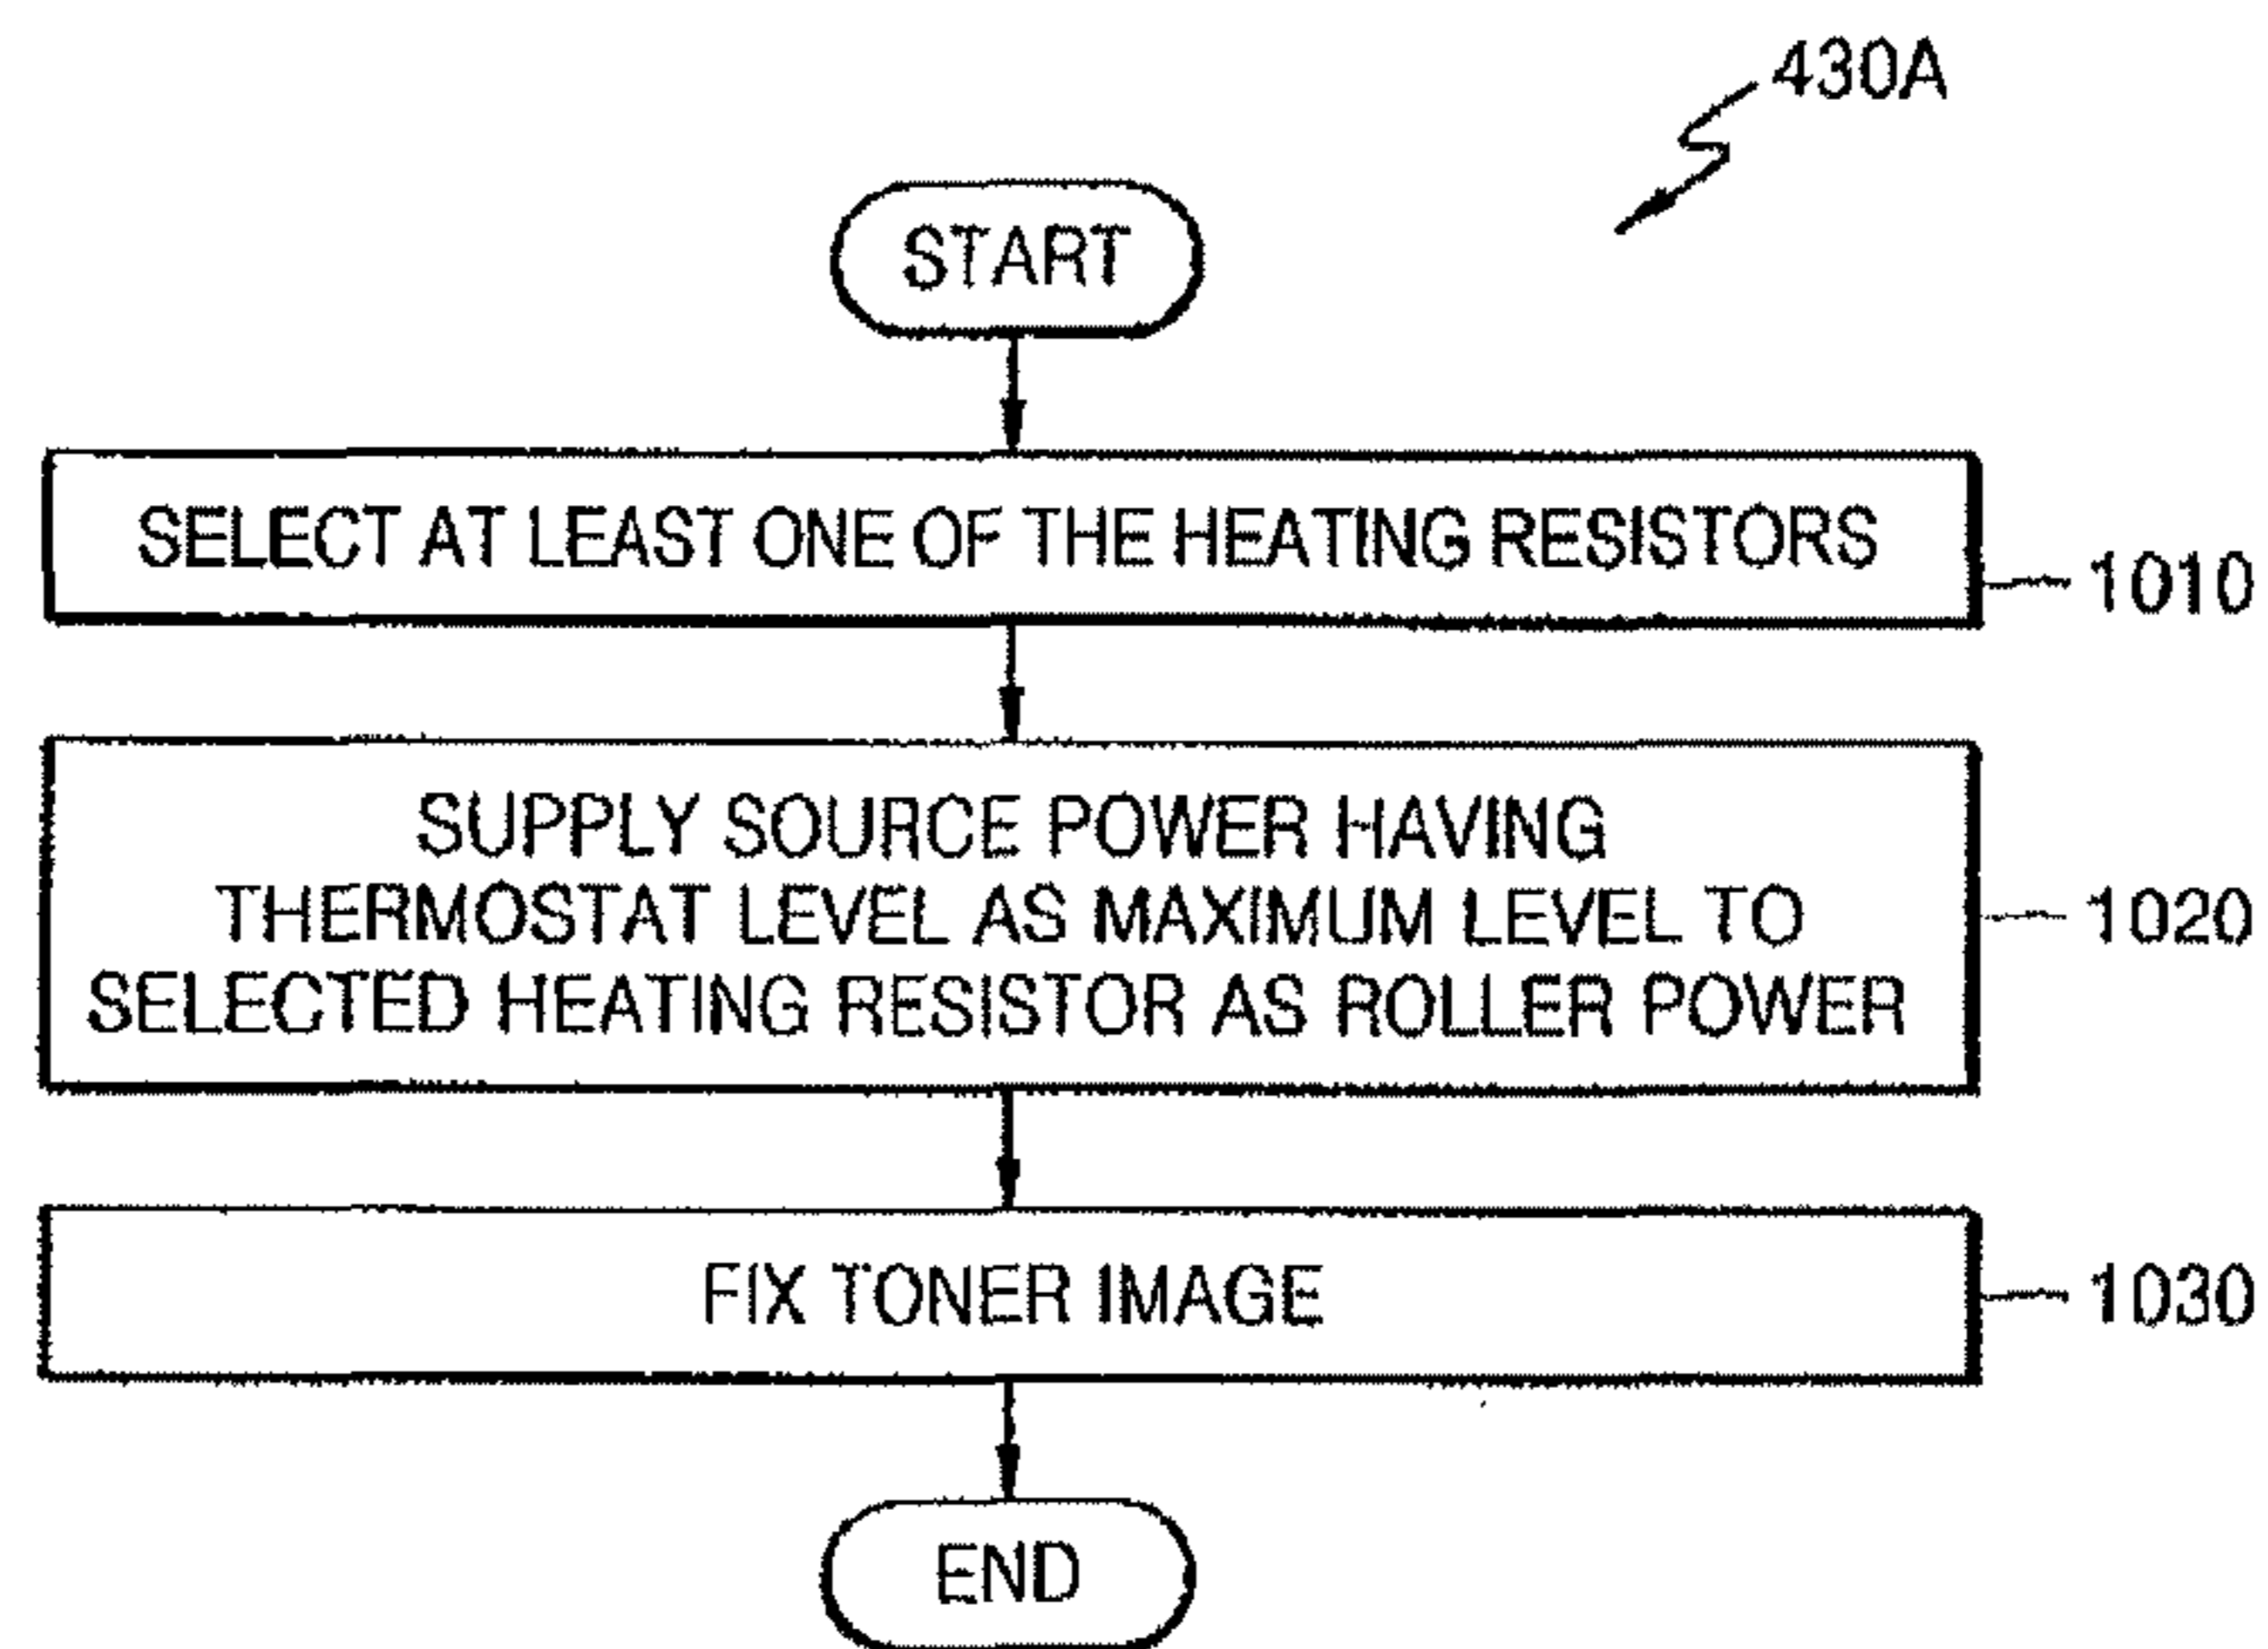 430A
START
SELECT AT LEAST ONE OF THE HEATING RESISTORS
1010
SUPPLY SOURCE POWER HAVING
THERMOSTAT LEVEL AS MAXIMUM LEVEL TO
SELECTED HEATING RESISTOR AS ROLLER POWER
1020
FIX TONER IMAGE
1030
END